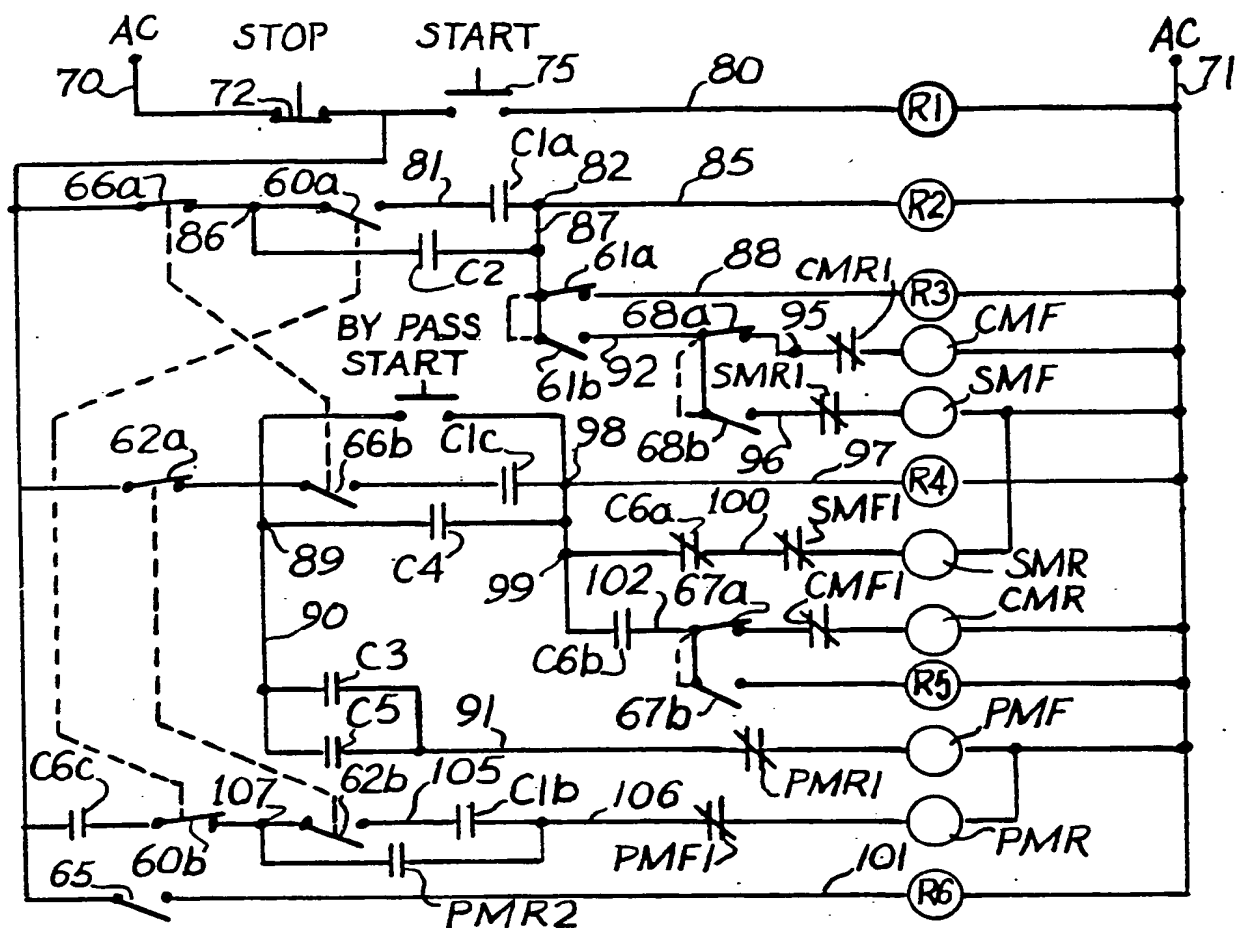 AC STOP START AC
70 72 75 80 R1 71
66a 60a 81 C1a 82 85 R2
86 C2 87
61a 88 CMR1 R3
BY PASS
START
61b 92 68a 95 CMF
SMR1 68b 96 SMF
62a 66b C1c 98 97 R4
89 C4 99 C6a 100 SMF1 SMR
90 102 67a CMF1 CMR
C6b 67b R5
C3
C5 91 PMR1 PMF
C6c 60b 107 62b 105 C1b 106 PMF1 PMR
65 PMR2 101 R6